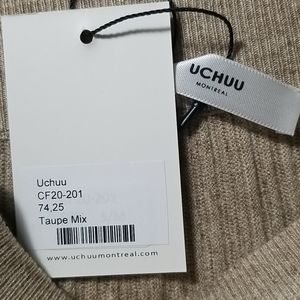 UCHUU
MONTREAL
Uchuu
CF20-201
74,25
Taupe Mix
www.uchuumontreal.com